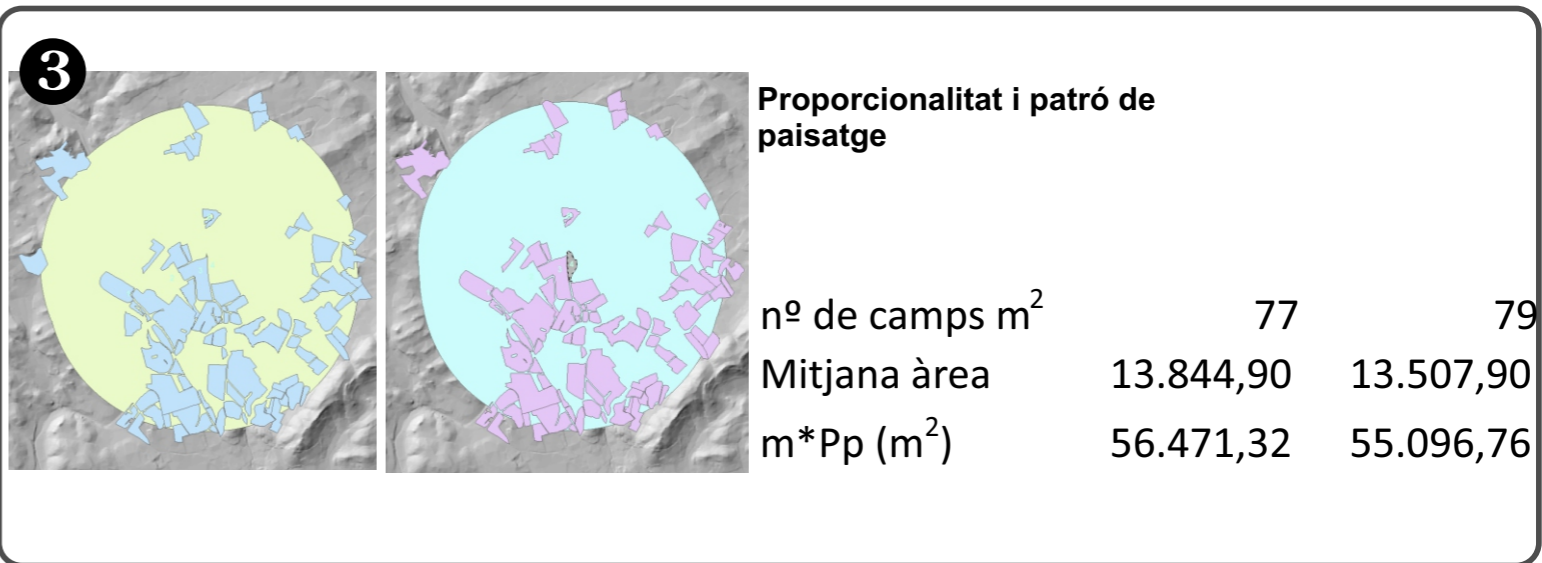 3
Proporcionalitat i patró de
paisatge
nº de camps m² 77 79
Mitjana àrea 13.844,90 13.507,90
m*Pp (m²) 56.471,32 55.096,76